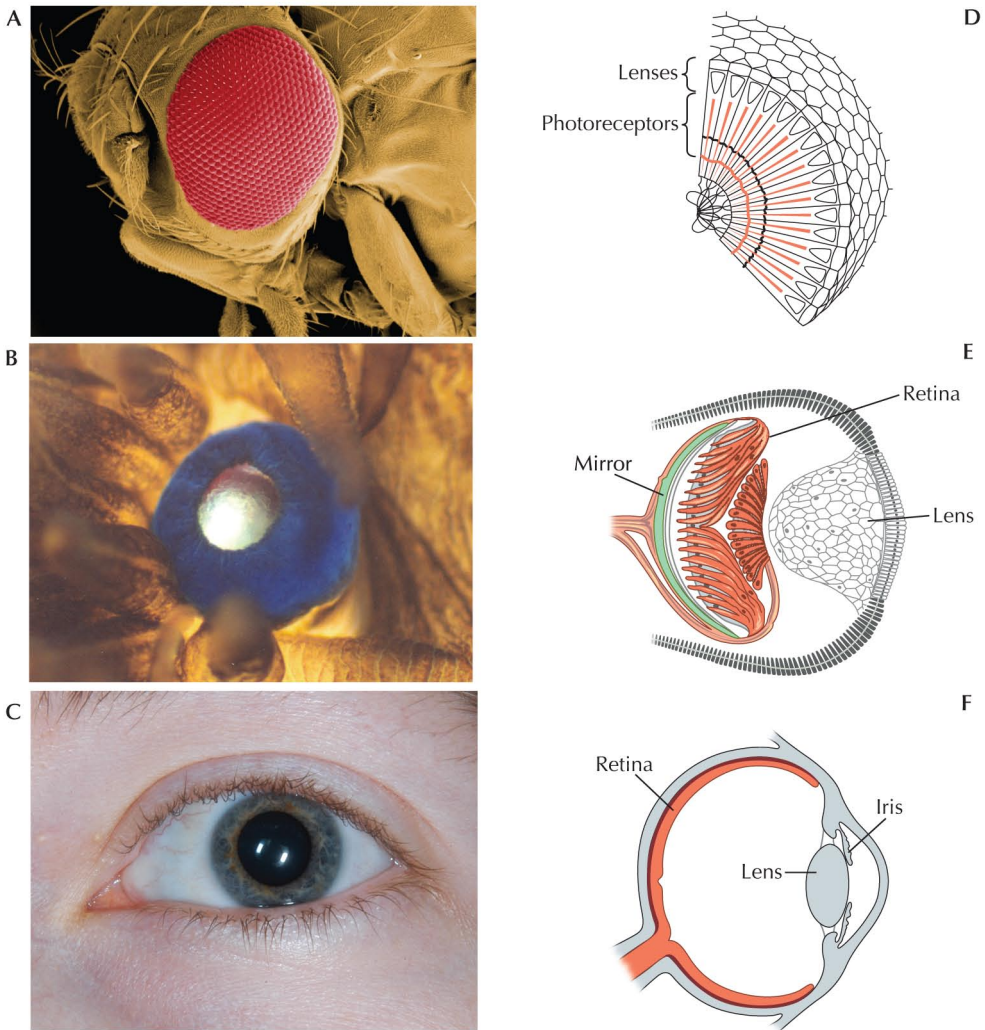 A
D
Lenses
Photoreceptors
B
E
Retina
Mirror
Lens
C
F
Retina
Iris
Lens